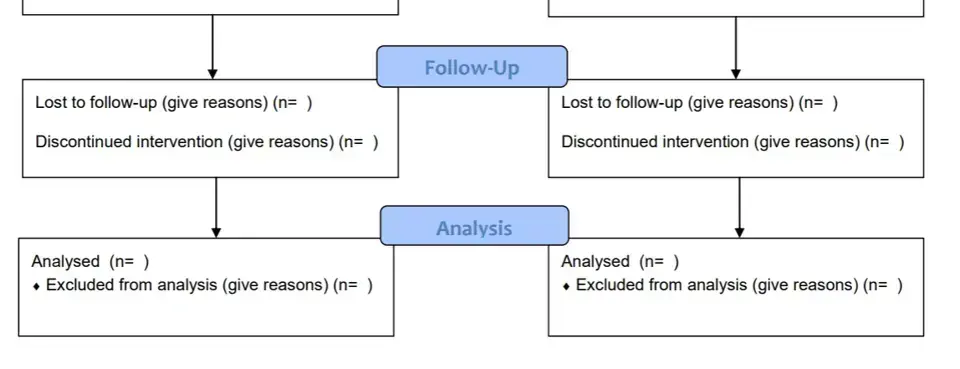 Follow-Up
Lost to follow-up (give reasons) (n=  )
Discontinued intervention (give reasons) (n=  )
Lost to follow-up (give reasons) (n=  )
Discontinued intervention (give reasons) (n=  )
Analysis
Analysed  (n=  )
⬧ Excluded from analysis (give reasons) (n=  )
Analysed  (n=  )
⬧ Excluded from analysis (give reasons) (n=  )